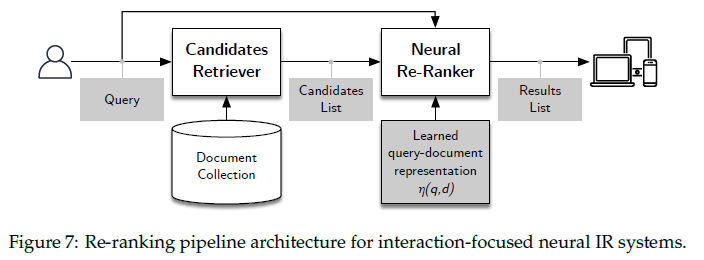 Candidates
Retriever
Neural
Re-Ranker
Query
Candidates
List
Results
List
Document
Collection
Learned
query-document
representation
η(q,d)
Figure 7: Re-ranking pipeline architecture for interaction-focused neural IR systems.